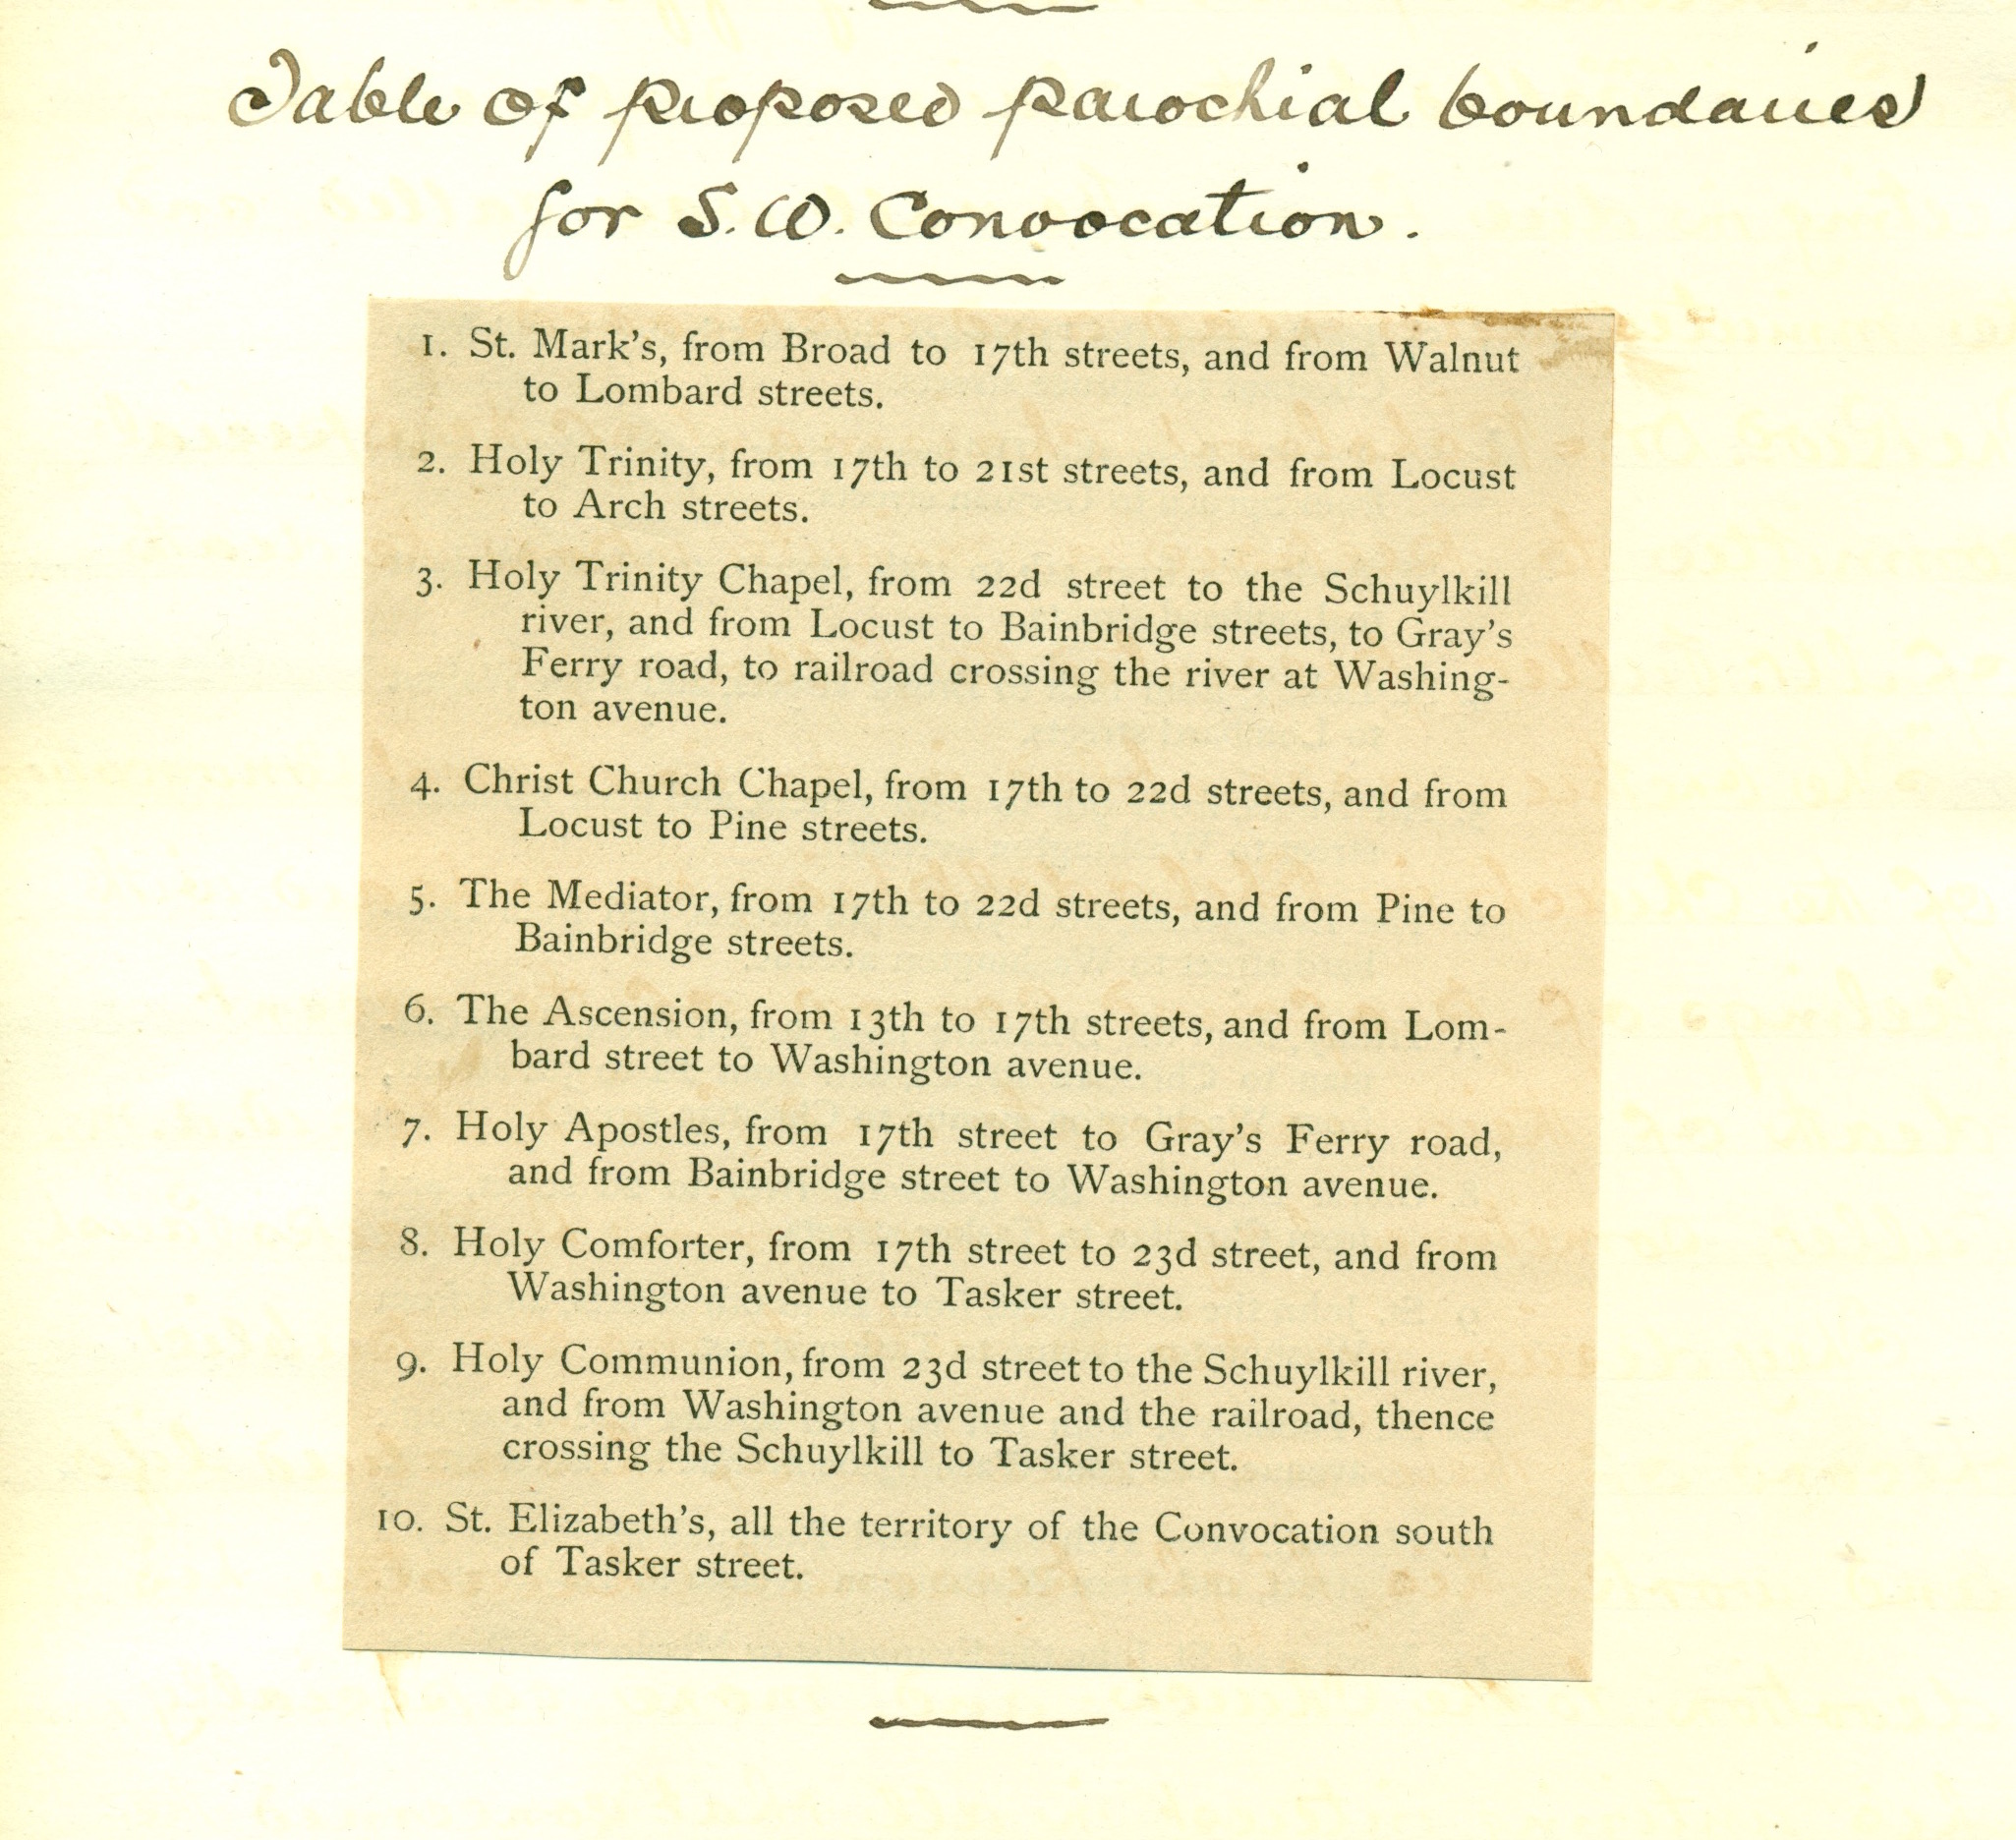 Table of proposed parochial boundaries
for S.W. Convocation.
1. St. Mark's, from Broad to 17th streets, and from Walnut
to Lombard streets.
2. Holy Trinity, from 17th to 21st streets, and from Locust
to Arch streets.
3. Holy Trinity Chapel, from 22d street to the Schuylkill
river, and from Locust to Bainbridge streets, to Gray's
Ferry road, to railroad crossing the river at Washing-
ton avenue.
4. Christ Church Chapel, from 17th to 22d streets, and from
Locust to Pine streets.
5. The Mediator, from 17th to 22d streets, and from Pine to
Bainbridge streets.
6. The Ascension, from 13th to 17th streets, and from Lom-
bard street to Washington avenue.
7. Holy Apostles, from 17th street to Gray's Ferry road,
and from Bainbridge street to Washington avenue.
8. Holy Comforter, from 17th street to 23d street, and from
Washington avenue to Tasker street.
9. Holy Communion, from 23d street to the Schuylkill river,
and from Washington avenue and the railroad, thence
crossing the Schuylkill to Tasker street.
10. St. Elizabeth's, all the territory of the Convocation south
of Tasker street.